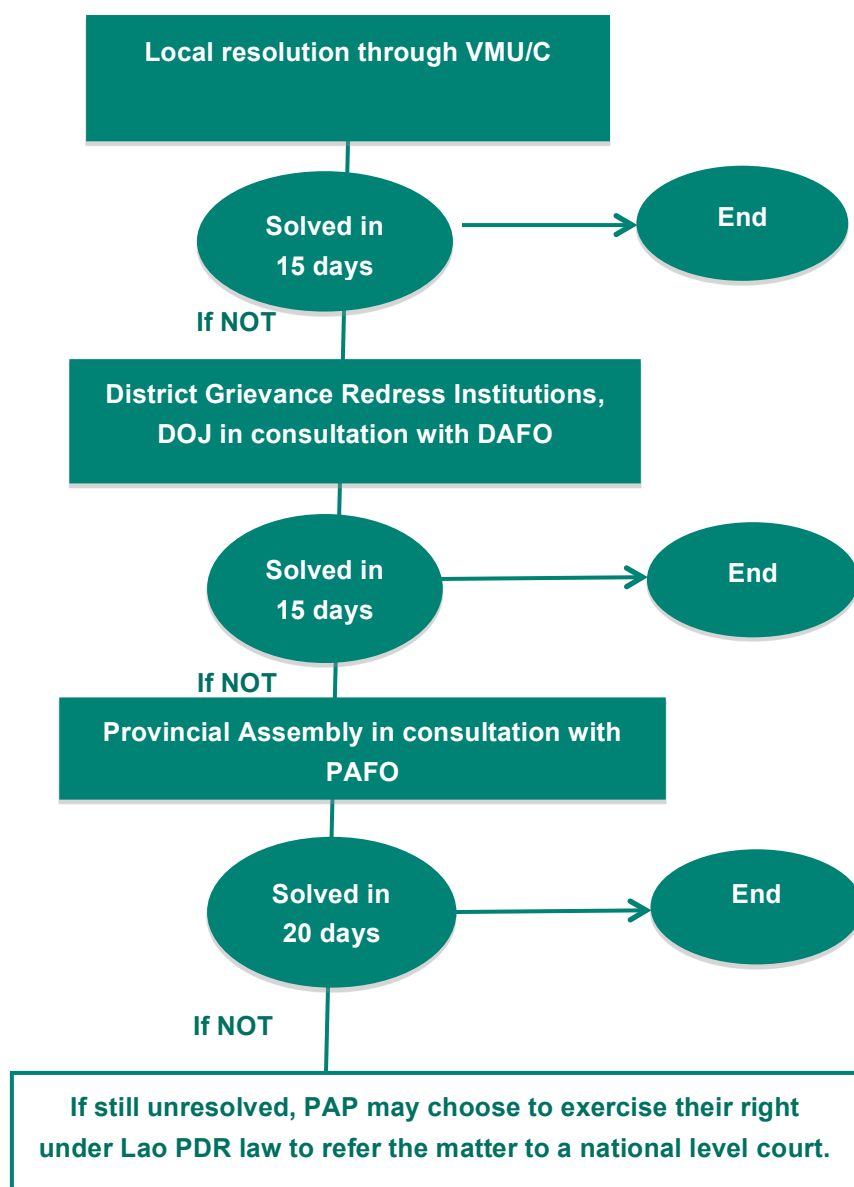 Local resolution through VMU/C
Solved in
15 days
End
If NOT
District Grievance Redress Institutions,
DOJ in consultation with DAFO
Solved in
15 days
End
If NOT
Provincial Assembly in consultation with
PAFO
Solved in
20 days
End
If NOT
If still unresolved, PAP may choose to exercise their right
under Lao PDR law to refer the matter to a national level court.